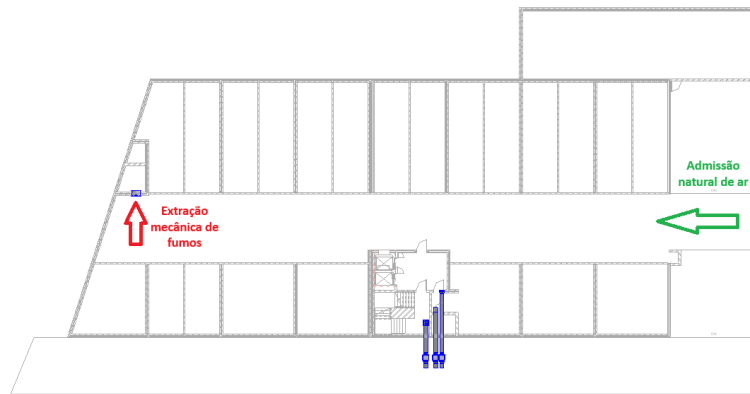 Admissão
natural de ar
Extração
mecânica de
fumos